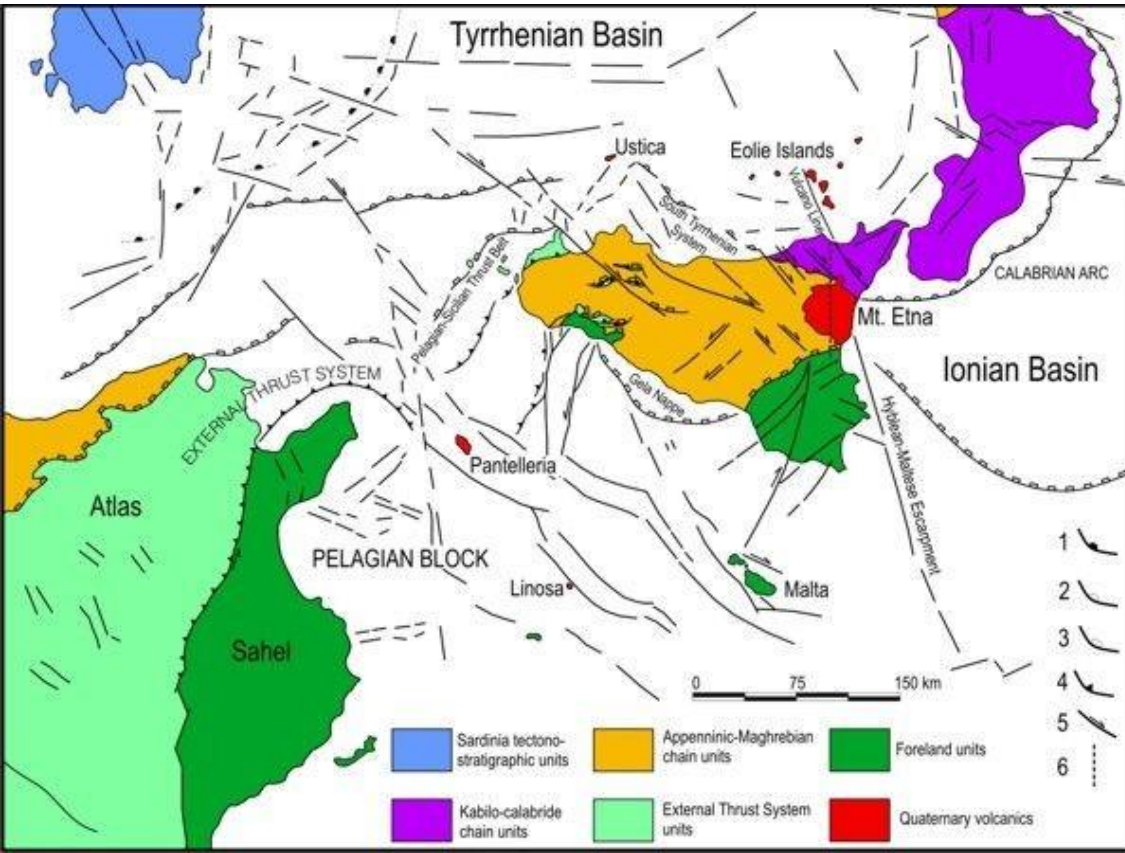 Tyrrhenian Basin
Ustica
Eolie Islands
Vulcano Line
South Tyrrhenian
System
CALABRIAN ARC
Pelagian-Sicilian Thrust Belt
Mt. Etna
Ionian Basin
EXTERNAL THRUST SYSTEM
Gela Nappe
Hyblean-Maltese Escarpment
Pantelleria
Atlas
PELAGIAN BLOCK
Linosa
Malta
Sahel
1
2
3
4
5
6
0 75 150 km
Sardinia tectono-
stratigraphic units
Appenninic-Maghrebian
chain units
Foreland units
Kabilo-calabride
chain units
External Thrust System
units
Quaternary volcanics